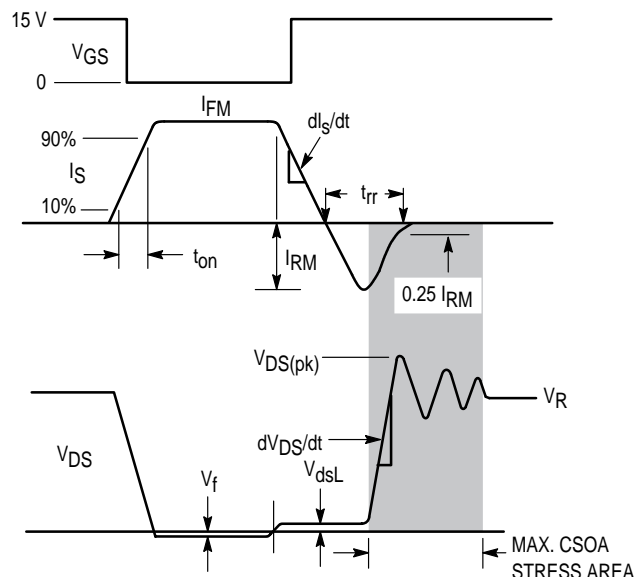 15 V
VGS
0
IFM
90%
dIs/dt
IS
trr
10%
ton
IRM
0.25 IRM
VDS(pk)
VR
VDS
dVDS/dt
Vf
VdsL
MAX. CSOA
STRESS AREA